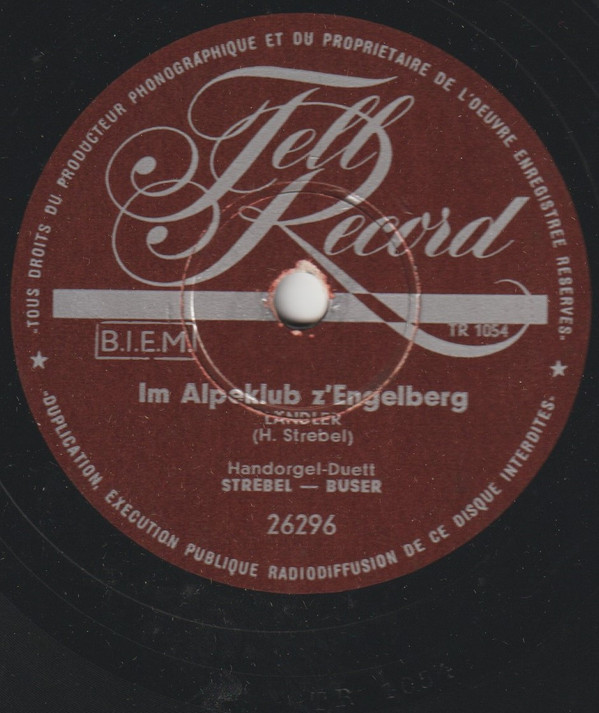 -TOUS DROITS DU PRODUCTEUR PHONOGRAPHIQUE ET DU PROPRIETAIRE DE L'OEUVRE ENREGISTREE RESERVES-
Tell
Record
TR 1054
B.I.E.M.
Im Alpeklub z'Engelberg
LÄNDLER
(H. Strebel)
Handorgel-Duett
STREBEL — BUSER
26296
-DUPLICATION, EXECUTION PUBLIQUE RADIODIFFUSION DE CE DISQUE INTERDITES-